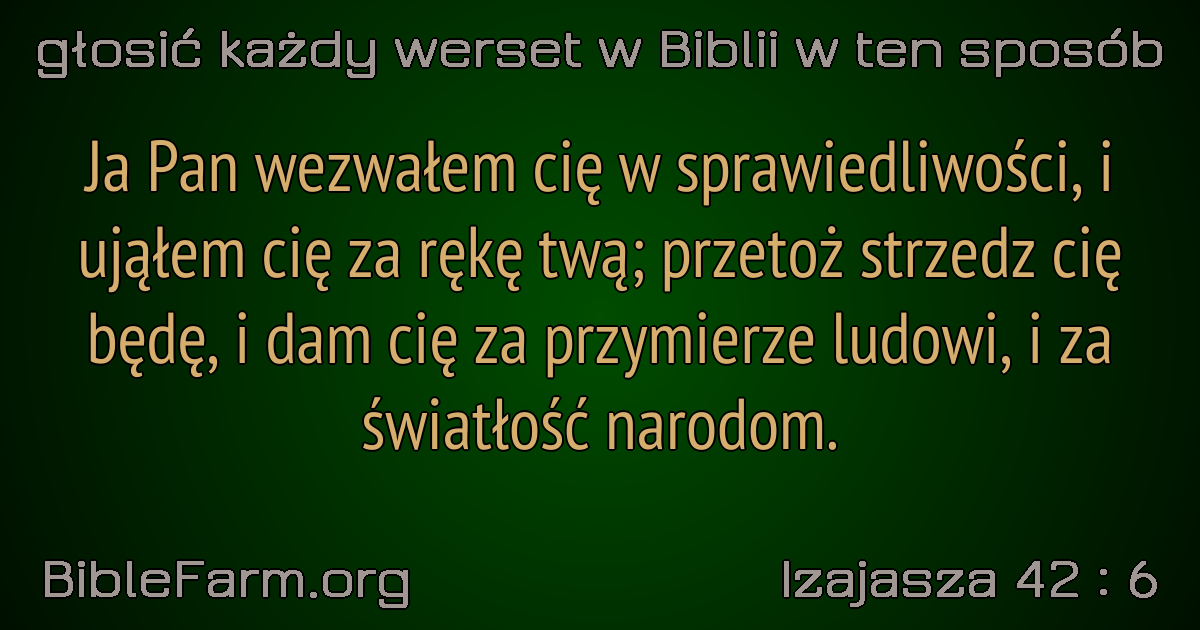 głosić każdy werset w Biblii w ten sposób
Ja Pan wezwałem cię w sprawiedliwości, i
ująłem cię za rękę twą; przetoż strzedz cię
będę, i dam cię za przymierze ludowi, i za
światłość narodom.
BibleFarm.org
Izajasza 42 : 6